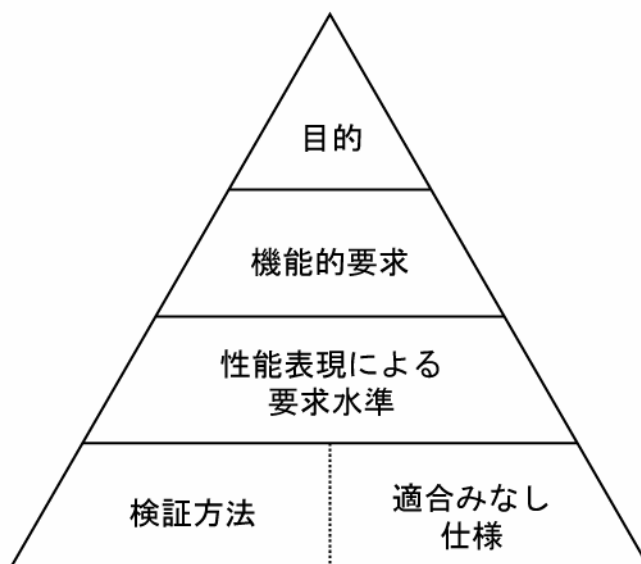 目的
機能的要求
性能表現による
要求水準
検証方法
適合みなし
仕様